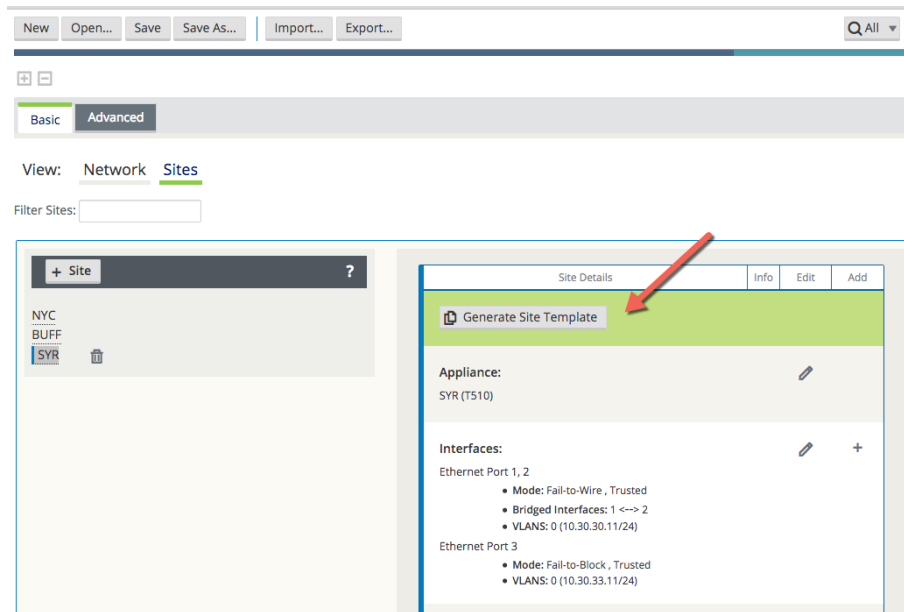 New Open... Save Save As... Import... Export... All
Basic Advanced
View: Network Sites
Filter Sites:
+ Site ?
NYC
BUFF
SYR
Site Details Info Edit Add
Generate Site Template
Appliance:
SYR (T510)
Interfaces: +
Ethernet Port 1, 2
• Mode: Fail-to-Wire , Trusted
• Bridged Interfaces: 1 <--> 2
• VLANS: 0 (10.30.30.11/24)
Ethernet Port 3
• Mode: Fail-to-Block , Trusted
• VLANS: 0 (10.30.33.11/24)